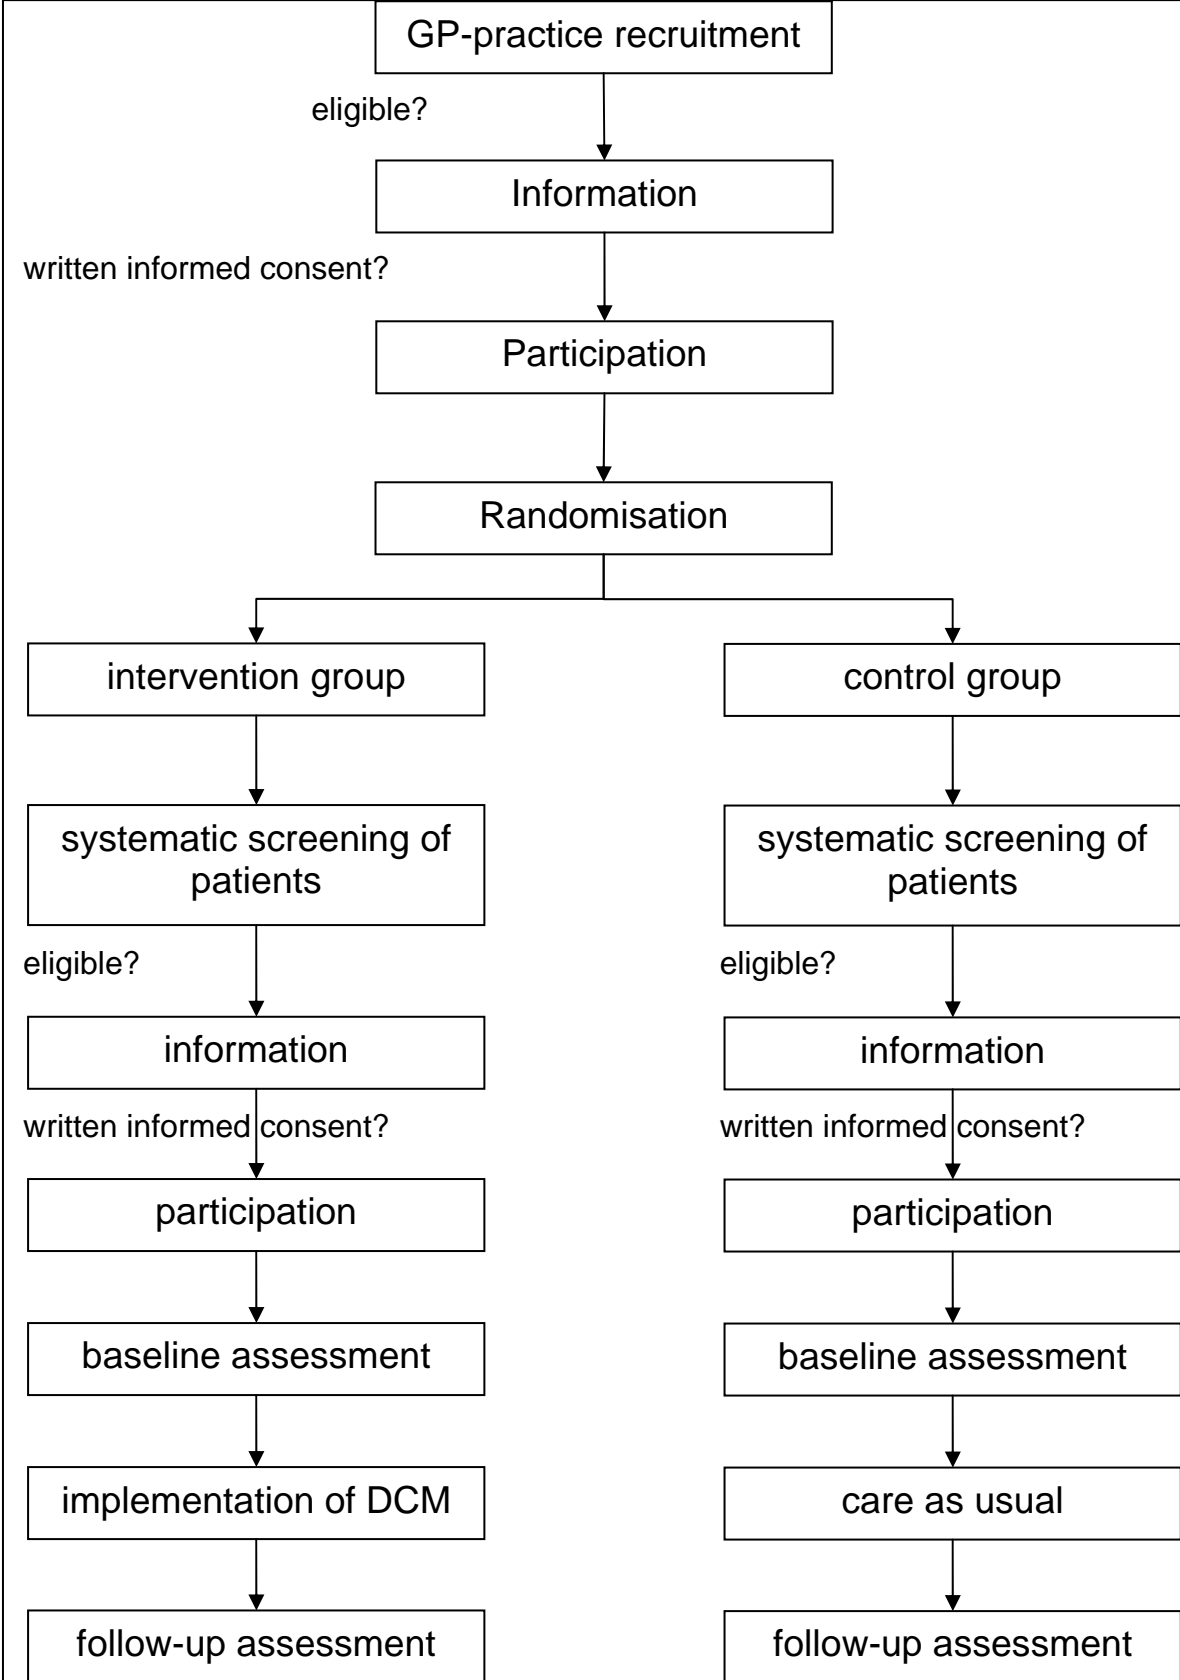 GP-practice recruitment
eligible?
Information
written informed consent?
Participation
Randomisation
intervention group
control group
systematic screening of
patients
systematic screening of
patients
eligible?
eligible?
information
information
written informed consent?
written informed consent?
participation
participation
baseline assessment
baseline assessment
implementation of DCM
care as usual
follow-up assessment
follow-up assessment